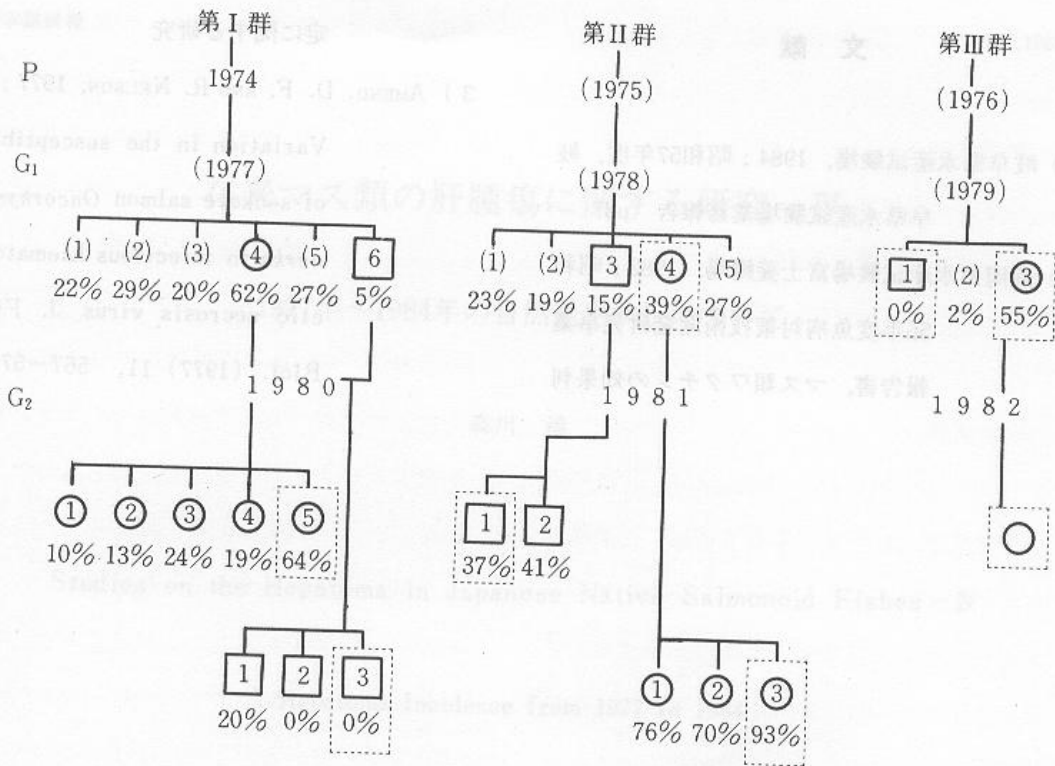 第Ⅰ群 第Ⅱ群 第Ⅲ群
P 1974 (1975) (1976)
G1 (1977) (1978) (1979)
(1) (2) (3) ④ (5) 6 (1) (2) 3 ④ (5) 1 (2) ③
22% 29% 20% 62% 27% 5% 23% 19% 15% 39% 27% 0% 2% 55%
G2 1980 1981 1982
① ② ③ ④ ⑤ 1 2
10% 13% 24% 19% 64% 37% 41%
1 2 3 ① ② ③
20% 0% 0% 76% 70% 93%